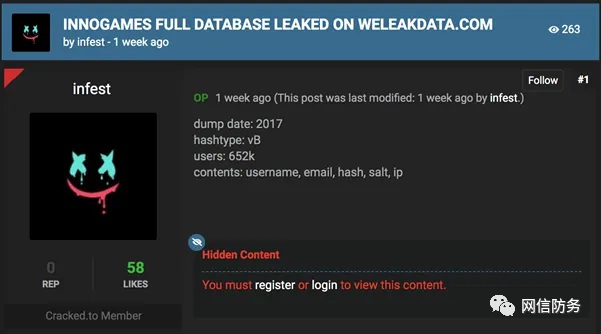 INNOGAMES FULL DATABASE LEAKED ON WELEAKDATA.COM
263
by infest - 1 week ago
infest
Follow
#1
OP 1 week ago (This post was last modified: 1 week ago by infest.)
dump date: 2017
hashtype: vB
users: 652k
contents: username, email, hash, salt, ip
0
REP
58
LIKES
Cracked.to Member
Hidden Content
You must register or login to view this content.
网信防务